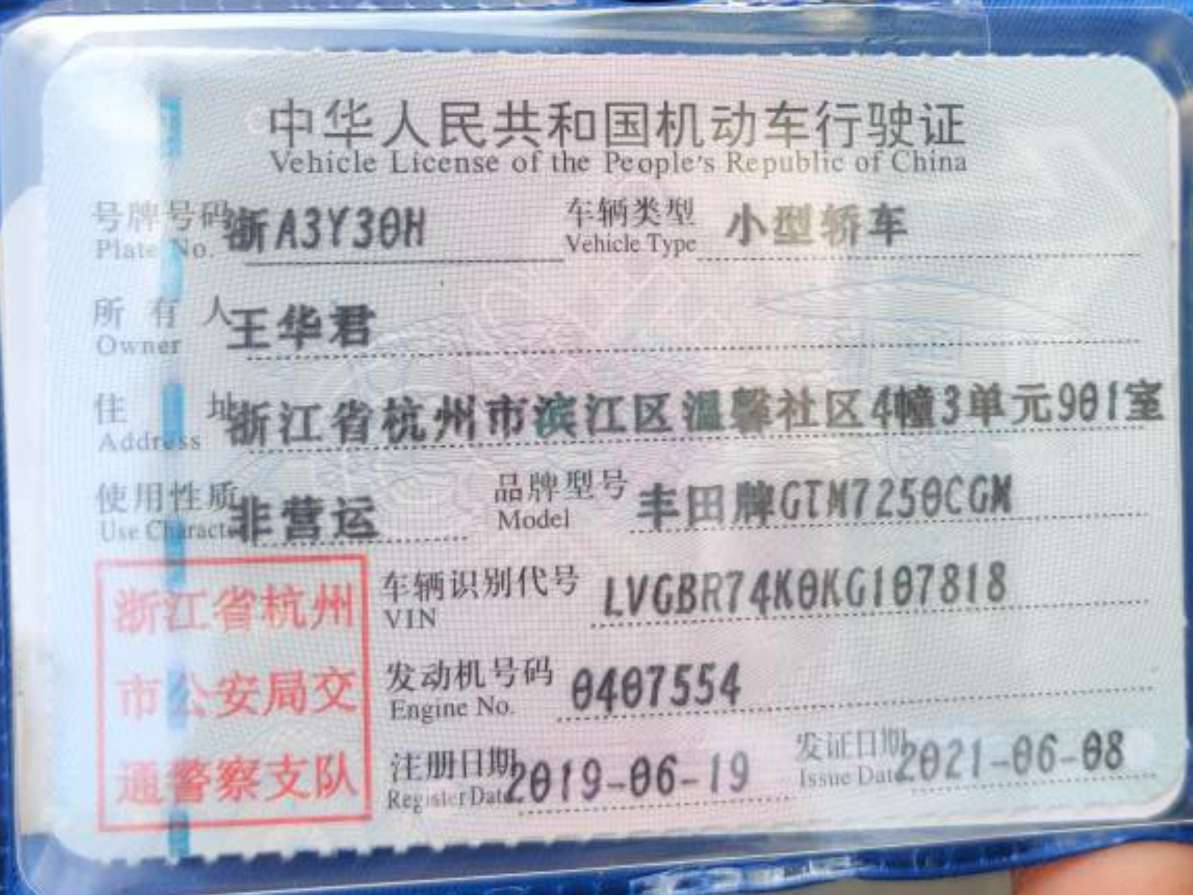 中华人民共和国机动车行驶证
Vehicle License of the People's Republic of China
号牌号码 浙A3Y30H 车辆类型 小型轿车
Plate No. Vehicle Type
所有人 王华君
Owner
住址 浙江省杭州市滨江区温馨社区4幢3单元901室
Address
使用性质 非营运 品牌型号 丰田牌GTM7250CGM
Use Characte Model
浙江省杭州
市公安局交
通警察支队
车辆识别代号 LVGBR74K0KG107818
VIN
发动机号码 0407554
Engine No.
注册日期 2019-06-19 发证日期 2021-06-08
Register Dat Issue Dat